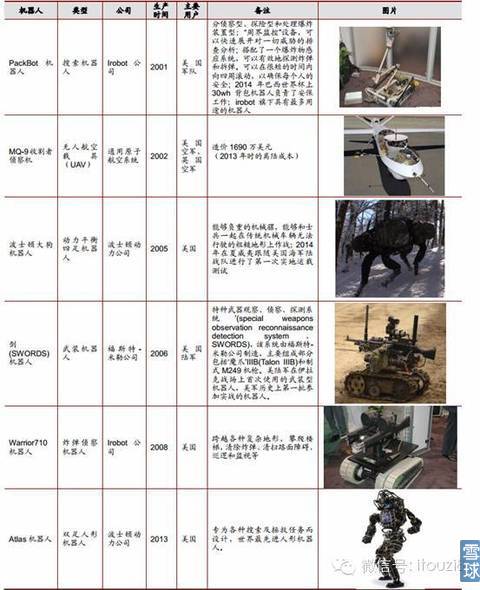 机器人 类型 公司 生产时间 主要用户 备注 图片
PackBot 机器人
搜索机器人
Irobot 公司
2001
美国军队
分侦察型、探险型和处理爆炸
装置型;“周界监控”设备,可
以快速展开对一切威胁的排
查分析;搭配了一个爆炸物感
应系统,可以有效地探测炸弹
和拆弹。可以在很短的时间内
向四周滚动,以确保每个人的
安全;2014 年巴西世界杯上
30wh 背包机器人负责了安保
工作;irobot 旗下具有最多用
途的机器人
MQ-9收割者侦察机
无人航空载具(UAV)
通用原子航空系统
2002
美国空军、英国空军
造价 1690 万美元
(2013 年时的离陆成本)
波士顿大狗机器人
动力平衡四足机器人
波士顿动力公司
2005
美国
能够负重的机械骡,能够和士
兵一起在传统机械车辆无法
行驶的粗糙地形上作战;2014
年在夏威夷跟随美国海军陆
战队进行了第一次实地运载
测试
剑(SWORDS)机器人
武装机器人
福斯特-米勒公司
2006
美国陆军
特种武器观察、侦察、探测系
统 '(special weapons
observation reconnaissance
detection system ,
SWORDS),该系统由福斯特-
米勒公司制造,主要组成部分
包括“魔爪”IIIB(Talon IIIB)和制
式 M249 机枪。美陆军在伊拉
克战场上首次使用的武装型
机器人,美军历史上第一批参
加实战的机器人。
Warrior710 机器人
炸弹侦察机器人
Irobot 公司
2008
美国
跨越各种复杂地形、攀爬楼
梯,清除炸弹、清扫路面障碍、
巡逻和监视等
Atlas 机器人
双足人形机器人
波士顿动力公司
2013
美国
专为各种搜索及拯救任务而
设计,世界最先进人形机器
人。
微信号: itouzi
雪球